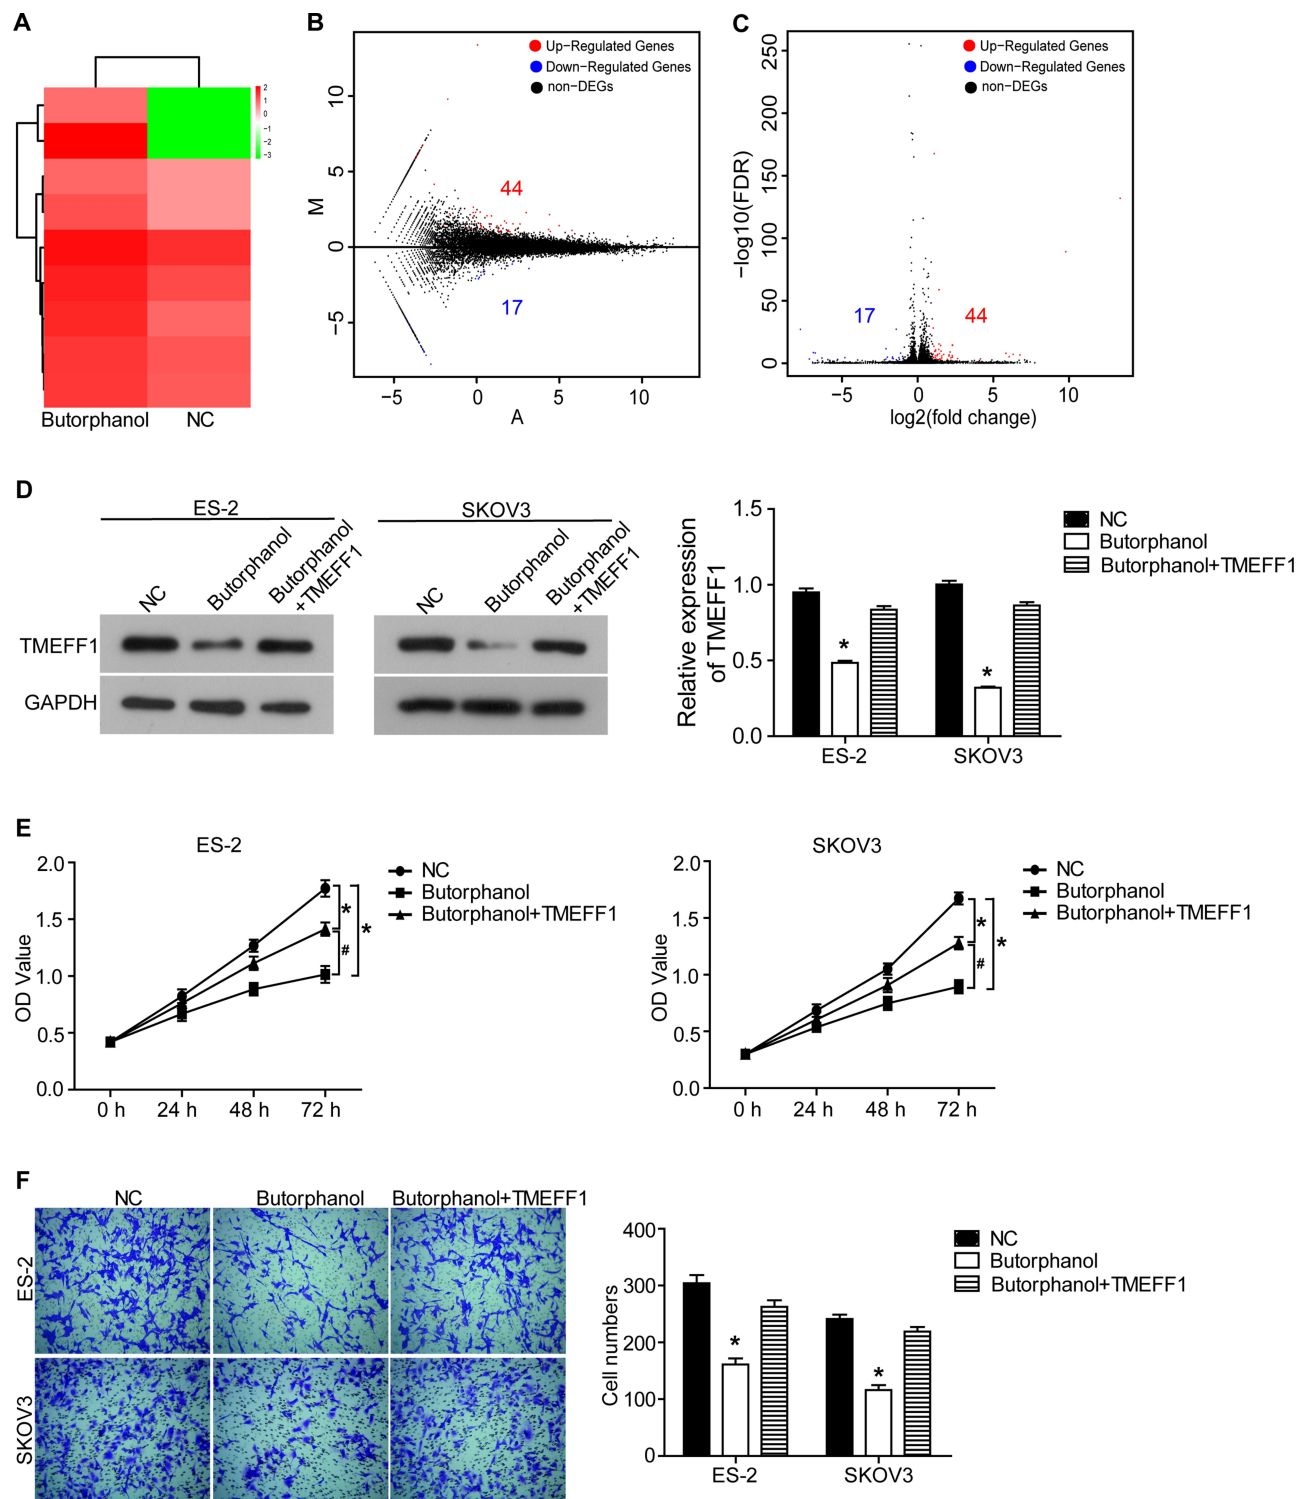 A
2
1
0
−1
−2
−3
Butorphanol
NC
B
Up−Regulated Genes
Down−Regulated Genes
non−DEGs
44
17
M
10
5
0
−5
−5
0
5
10
A
C
Up−Regulated Genes
Down−Regulated Genes
non−DEGs
17
44
−log10(FDR)
250
200
150
100
50
0
−5
0
5
10
log2(fold change)
D
ES-2
SKOV3
NC
Butorphanol
Butorphanol
+TMEFF1
NC
Butorphanol
Butorphanol
+TMEFF1
TMEFF1
GAPDH
Relative expression
of TMEFF1
1.5
1.0
0.5
0.0
*
*
ES-2
SKOV3
NC
Butorphanol
Butorphanol+TMEFF1
E
ES-2
OD Value
2.0
1.5
1.0
0.5
0.0
0 h
24 h
48 h
72 h
NC
Butorphanol
Butorphanol+TMEFF1
*
*
#
SKOV3
OD Value
2.0
1.5
1.0
0.5
0.0
0 h
24 h
48 h
72 h
NC
Butorphanol
Butorphanol+TMEFF1
*
*
#
F
NC
Butorphanol
Butorphanol+TMEFF1
ES-2
SKOV3
Cell numbers
400
300
200
100
0
*
*
ES-2
SKOV3
NC
Butorphanol
Butorphanol+TMEFF1